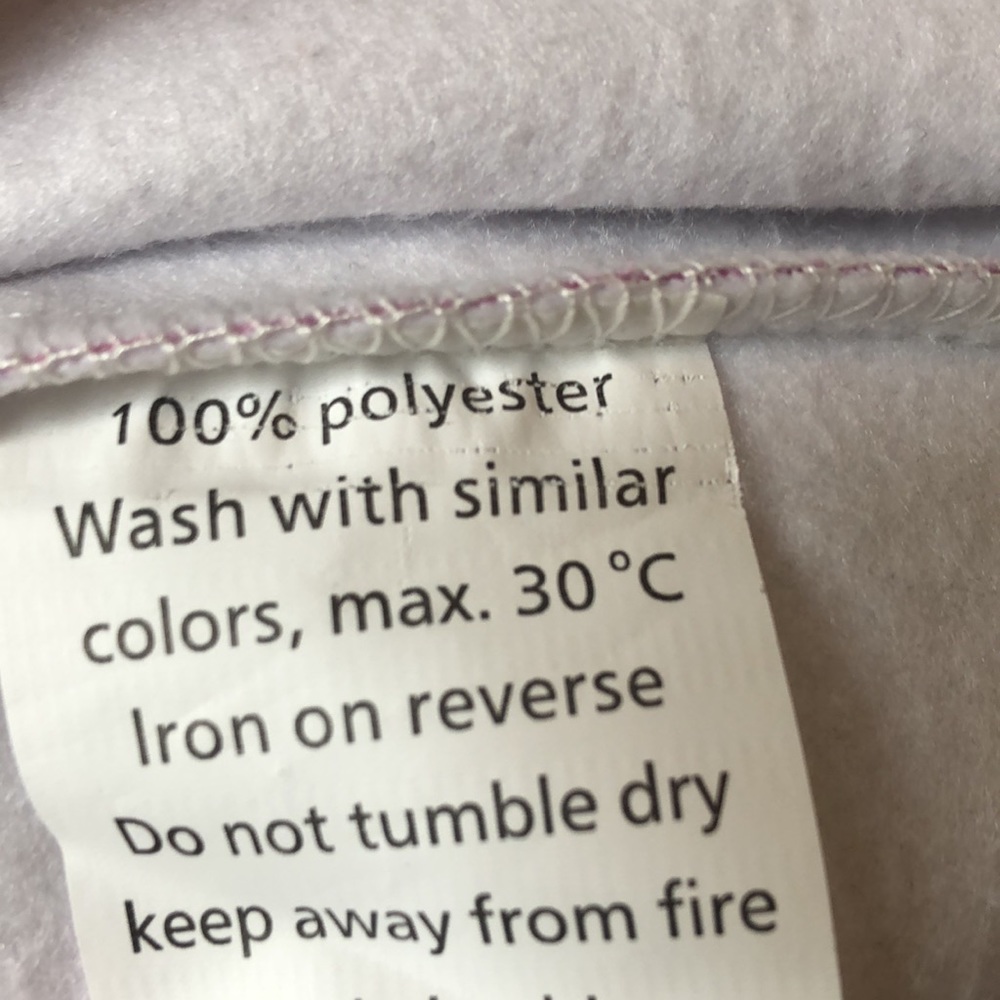 100% polyester
Wash with similar
colors, max. 30°C
Iron on reverse
Do not tumble dry
keep away from fire